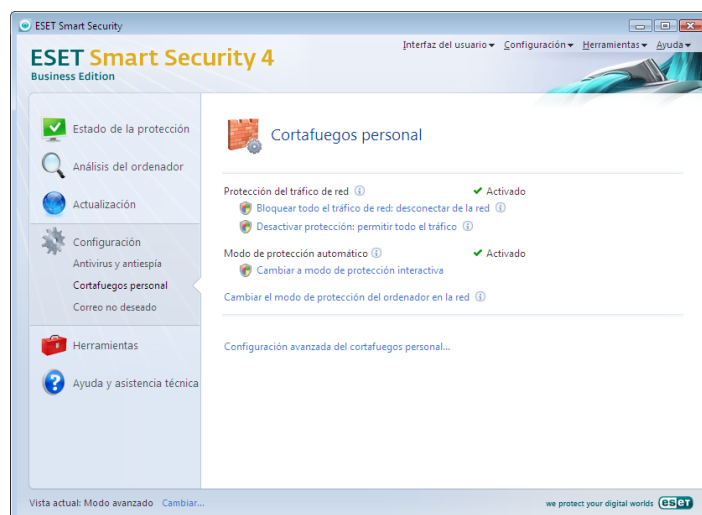 ESET Smart Security
ESET Smart Security 4
Business Edition
Interfaz del usuario Configuración Herramientas Ayuda
Estado de la protección
Análisis del ordenador
Actualización
Configuración
Antivirus y antiespía
Cortafuegos personal
Correo no deseado
Herramientas
Ayuda y asistencia técnica
Cortafuegos personal
Protección del tráfico de red Activado
Bloquear todo el tráfico de red: desconectar de la red
Desactivar protección: permitir todo el tráfico
Modo de protección automático Activado
Cambiar a modo de protección interactiva
Cambiar el modo de protección del ordenador en la red
Configuración avanzada del cortafuegos personal...
Vista actual: Modo avanzado Cambiar...
we protect your digital worlds eseT